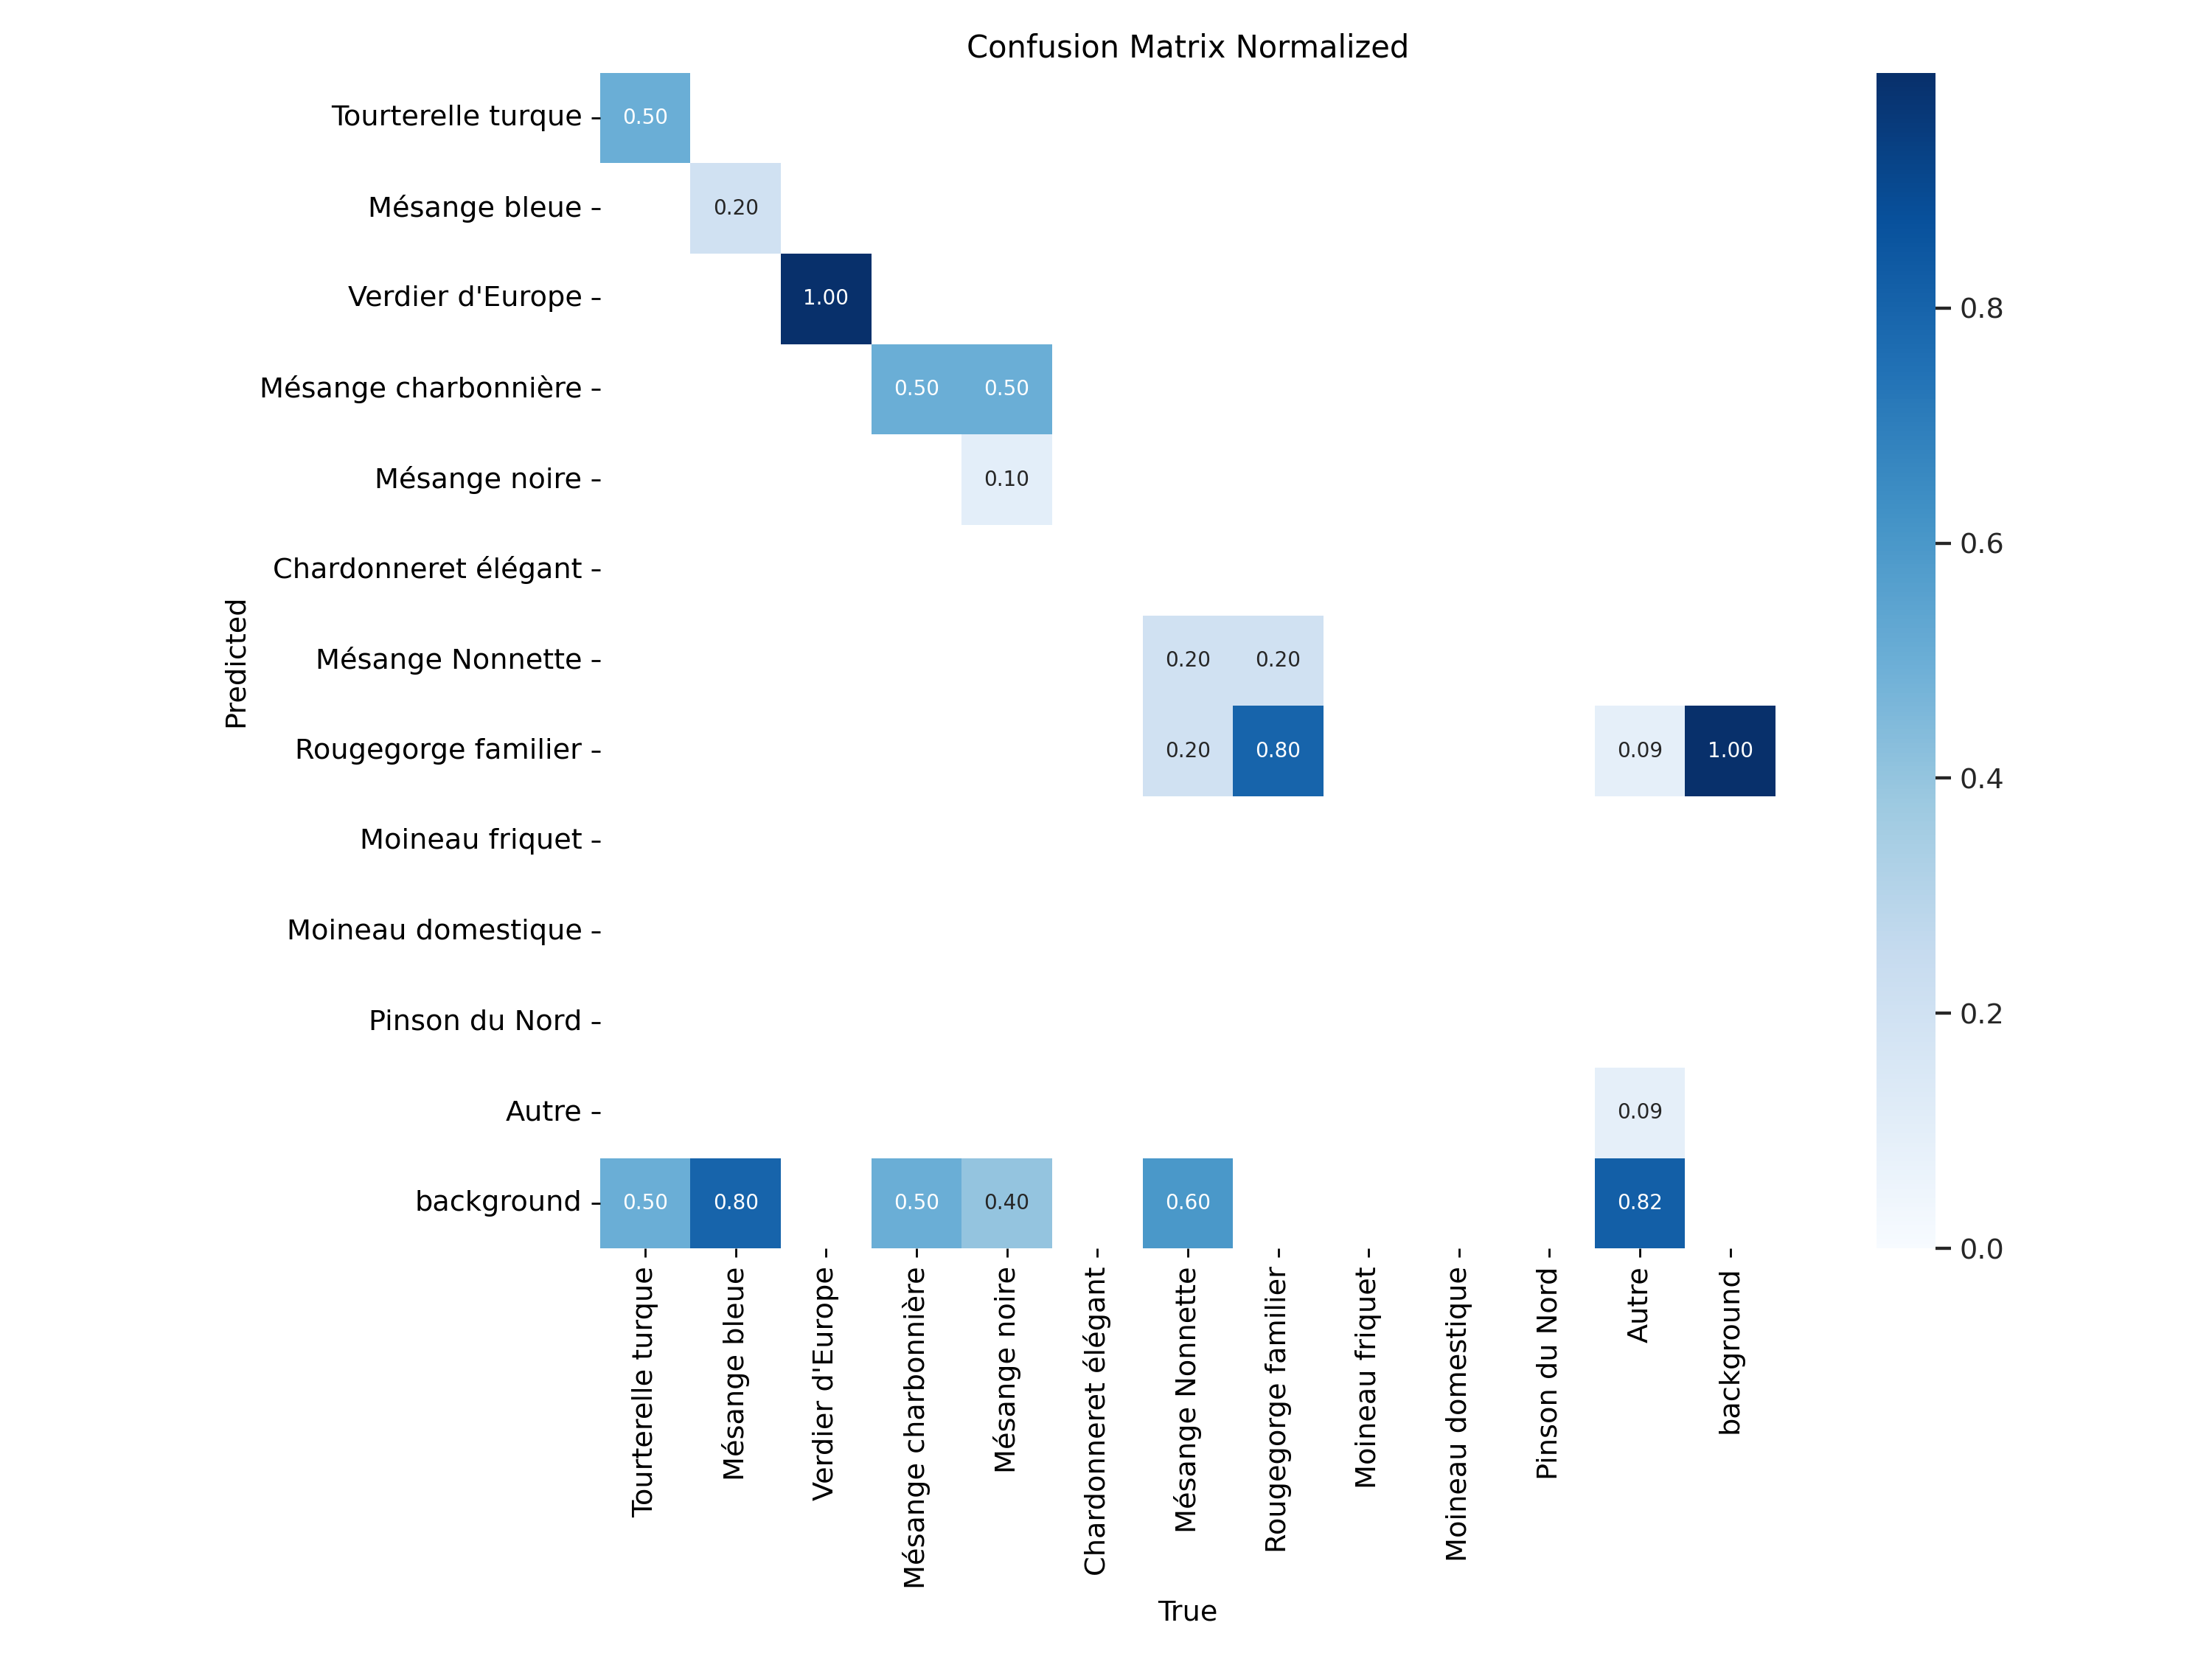 Confusion Matrix Normalized
Tourterelle turque
0.50
Mésange bleue
0.20
Verdier d'Europe
1.00
0.8
Mésange charbonnière
0.50 0.50
Mésange noire
0.10
0.6
Chardonneret élégant
Predicted
Mésange Nonnette
0.20 0.20
Rougegorge familier
0.20 0.80 0.09 1.00
0.4
Moineau friquet
Moineau domestique
Pinson du Nord
0.2
Autre
0.09
background
0.50 0.80 0.50 0.40 0.60 0.82
0.0
Tourterelle turque
Mésange bleue
Verdier d'Europe
Mésange charbonnière
Mésange noire
Chardonneret élégant
Mésange Nonnette
Rougegorge familier
Moineau friquet
Moineau domestique
Pinson du Nord
Autre
background
True